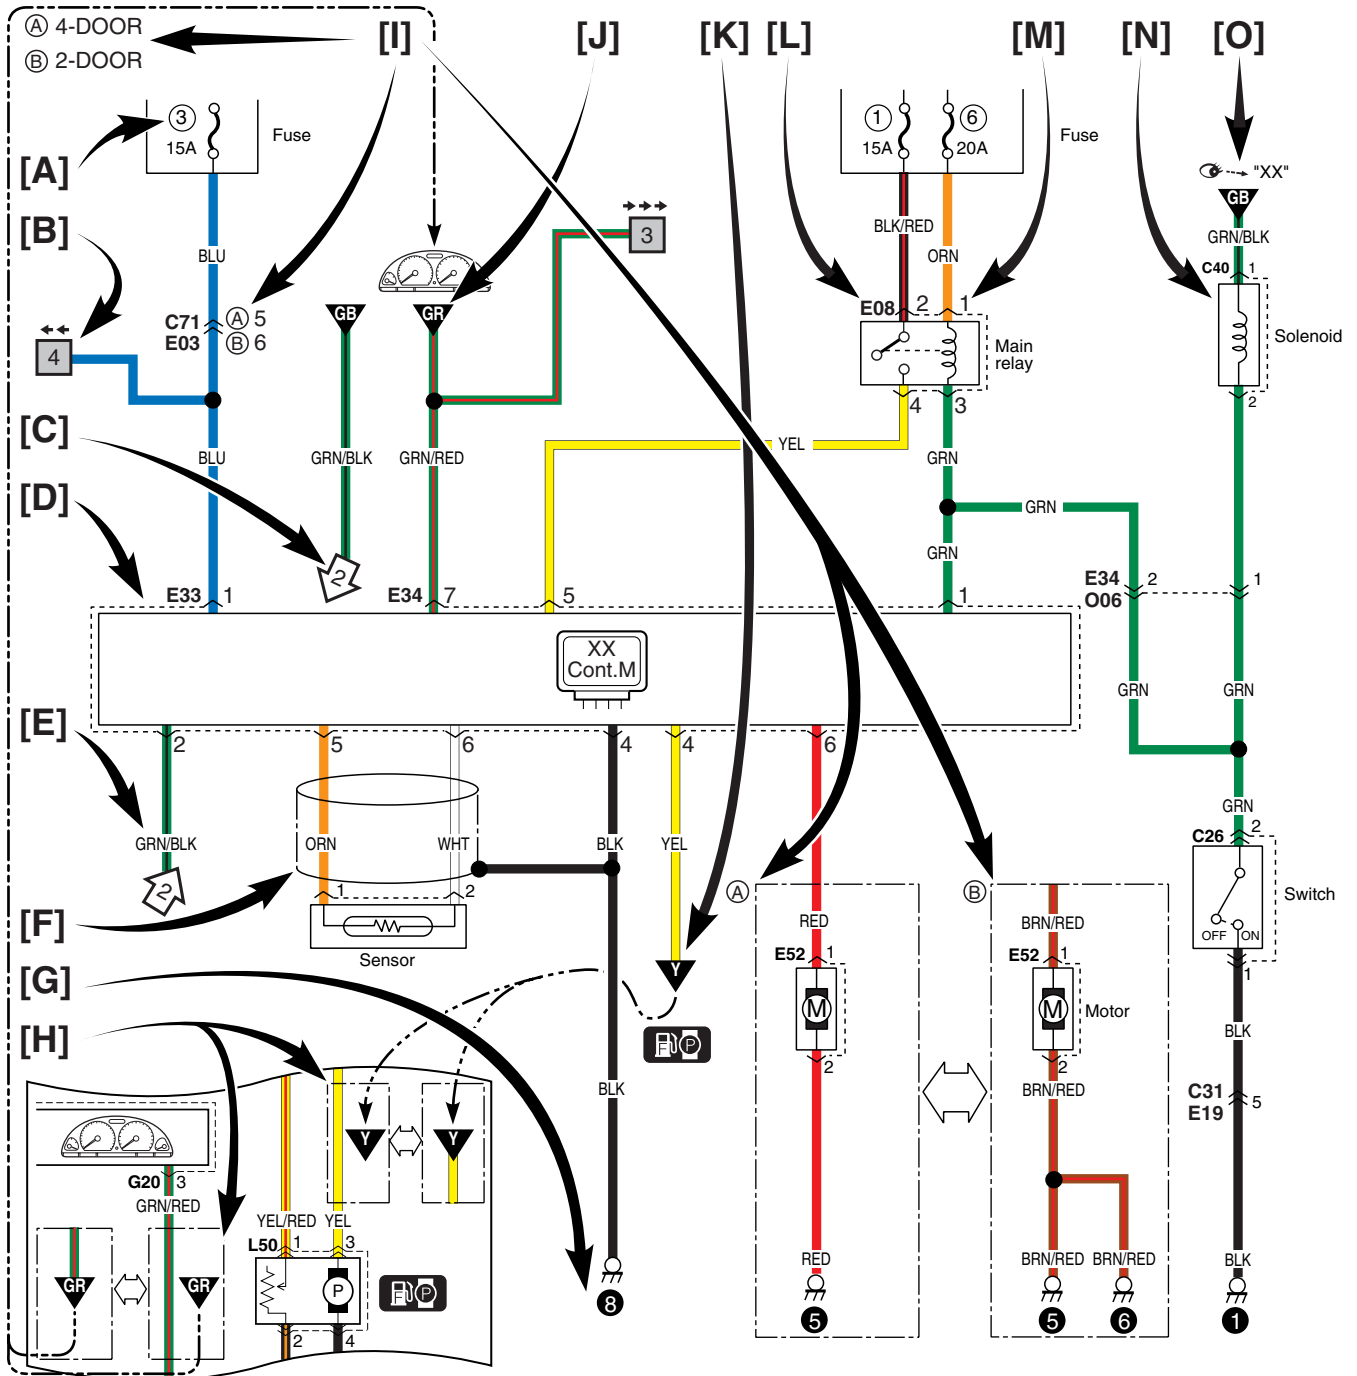 Ⓐ 4-DOOR
Ⓑ 2-DOOR
[I] [J] [K] [L] [M] [N] [O]
[A]
③
15A
Fuse
①
15A
⑥
20A
Fuse
"XX"
GB
GRN/BLK
C40 1
[B]
3
BLU
BLK/RED
ORN
C71 Ⓐ 5
E03 Ⓑ 6
GB
GR
E08 2 1
Main
relay
Solenoid
4
4 3
2
[C]
BLU
GRN/BLK
GRN/RED
YEL
GRN
[D]
GRN
GRN
2
E33 1
E34 7
5
1
E34 2
O06
1
XX
Cont.M
GRN
GRN
[E]
2
5
6
4
4
6
GRN/BLK
ORN
WHT
BLK
YEL
GRN
C26 2
2
1
2
Ⓐ
Ⓑ
Switch
OFF
ON
1
[F]
Sensor
RED
BRN/RED
[G]
Y
E52 1
M
2
E52 1
M
Motor
2
[H]
F P
BLK
BRN/RED
BLK
C31
E19
5
Y
Y
G20 3
GRN/RED
YEL/RED
YEL
L50 1
3
RED
BRN/RED
BRN/RED
BLK
GR
GR
P
F P
2
4
8
5
5
6
1